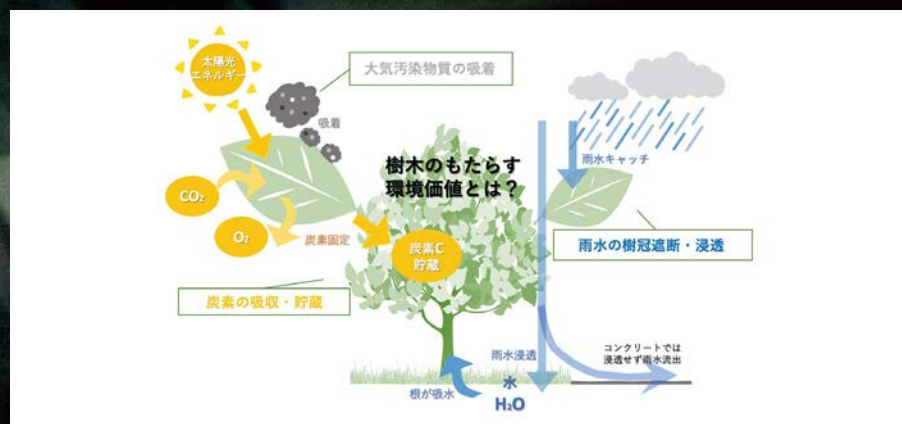 太陽光
エネルギー
大気汚染物質の吸着
吸着
雨水キャッチ
樹木のもたらす
環境価値とは？
CO₂
O₂
炭素固定
炭素C
貯蔵
雨水の樹冠遮断・浸透
炭素の吸収・貯蔵
コンクリートでは
浸透せず雨水流出
雨水浸透
根が吸水
水
H₂O